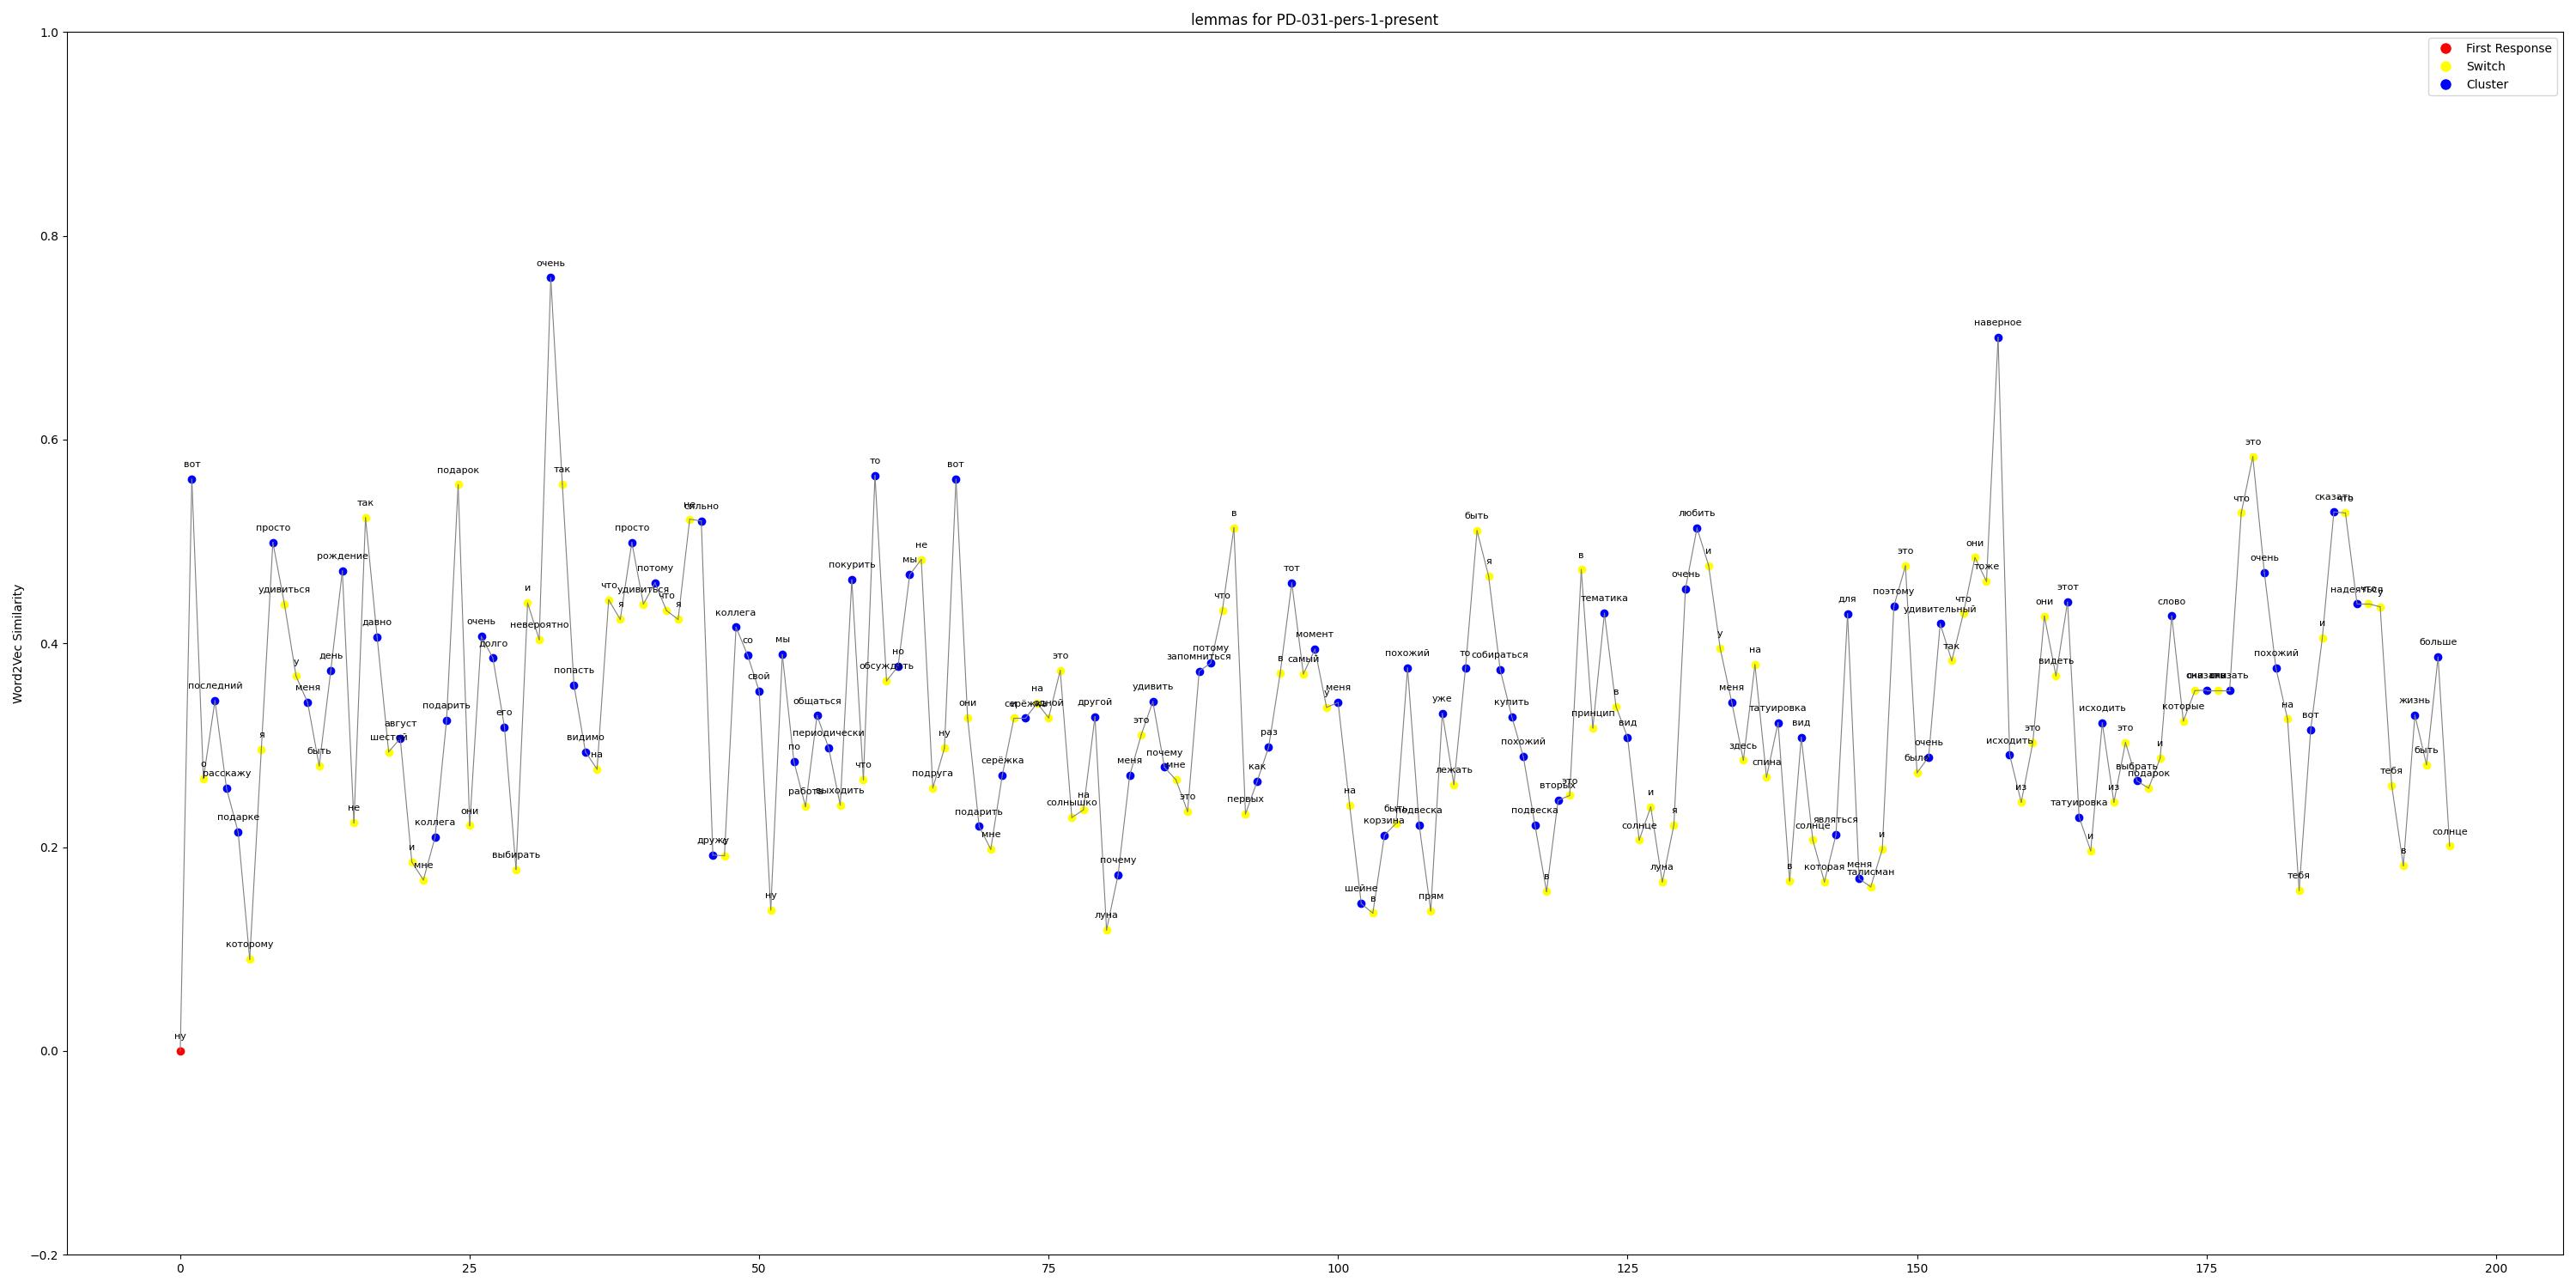 lemmas for PD-031-pers-1-present
First Response
Switch
Cluster
Word2Vec Similarity
1.0
0.8
0.6
0.4
0.2
0.0
−0.2
0
25
50
75
100
125
150
175
200
ну
вот
о
последний
расскажу
подарке
которому
я
просто
удивиться
у
меня
быть
день
рождение
не
так
давно
шестой
август
и
мне
коллега
подарить
подарок
они
очень
долго
его
выбирать
и
невероятно
очень
так
попасть
видимо
на
что
я
просто
удивиться
потому
что
я
не
сильно
дружу
с
коллега
со
свой
ну
мы
по
работа
общаться
периодически
выходить
покурить
что
то
обсуждать
но
мы
не
подруга
ну
вот
они
подарить
мне
серёжка
и
серёжка
на
одной
это
солнышко
на
другой
луна
почему
меня
это
удивить
почему
мне
это
запомниться
потому
что
в
первых
как
раз
в
тот
самый
момент
у
меня
на
шейне
в
корзина
быть
похожий
подвеска
прям
уже
лежать
то
быть
я
собираться
купить
похожий
подвеска
в
вторых
это
в
принцип
тематика
в
вид
солнце
и
луна
я
очень
любить
и
у
меня
здесь
на
спина
татуировка
в
вид
солнце
которая
являться
для
меня
талисман
и
поэтому
это
было
очень
удивительный
так
что
они
тоже
наверное
исходить
из
это
они
видеть
этот
татуировка
и
исходить
из
это
выбрать
подарок
и
слово
которые
они
сказать
они
сказать
что
это
очень
похожий
на
тебя
вот
и
сказать
что
надеяться
что
у
тебя
в
жизнь
быть
больше
солнце